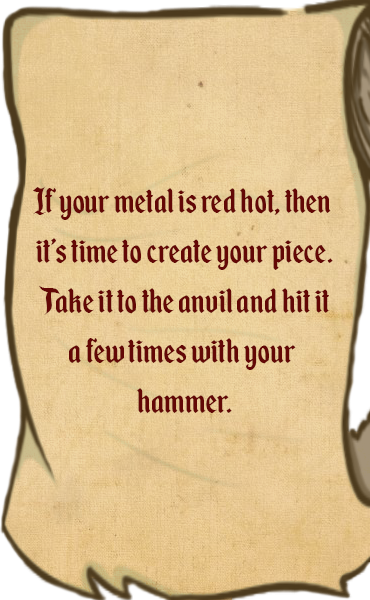 If your metal is red hot, then
it's time to create your piece.
Take it to the anvil and hit it
a few times with your
hammer.